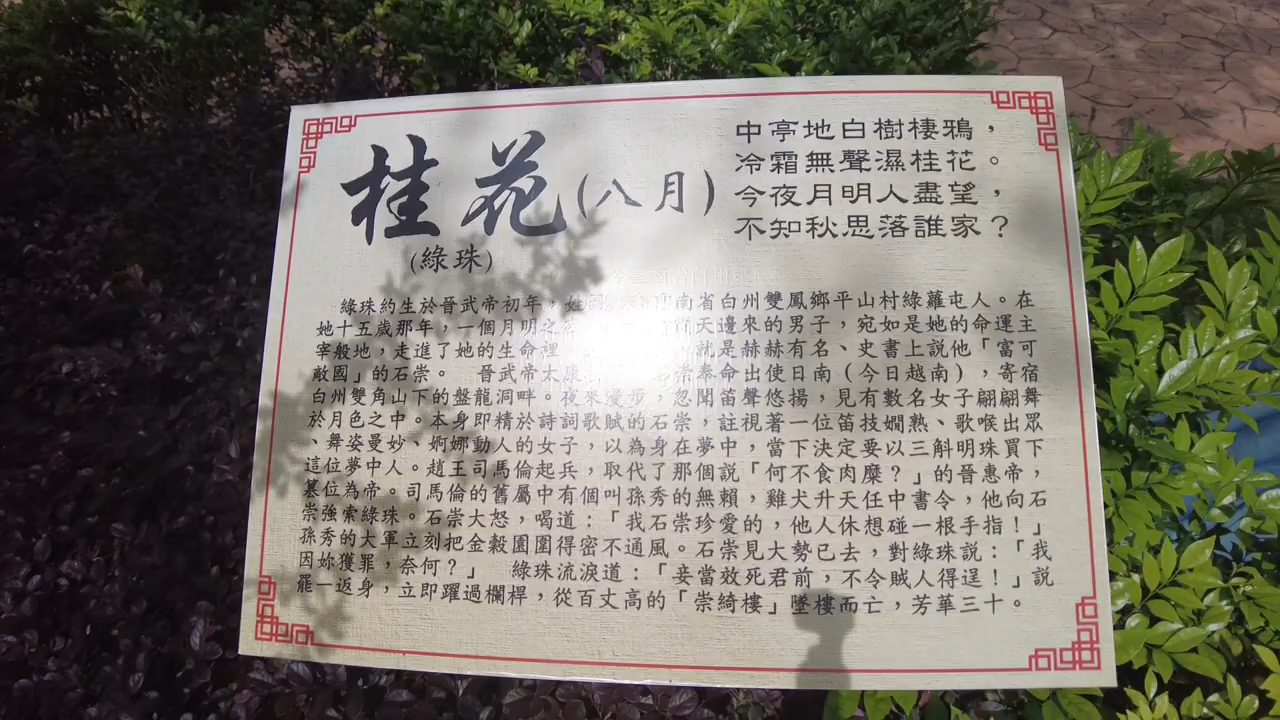 桂花(八月)
(綠珠)
中亭地白樹棲鴉，
冷霜無聲濕桂花。
今夜月明人盡望，
不知秋思落誰家？
綠珠約生於晉武帝初年，姓 南省白州雙鳳鄉平山村綠蘿屯人。在
她十五歲那年，一個月明之 天邊來的男子，宛如是她的命運主
宰般地，走進了她的生命裡 就是赫赫有名、史書上說他「富可
敵國」的石崇。 晉武帝太康 崇奉命出使日南（今日越南），寄宿
白州雙角山下的盤龍洞畔。夜來漫步，忽聞笛聲悠揚，見有數名女子翩翩舞
於月色之中。本身即精於詩詞歌賦的石崇，註視著一位笛技嫻熟、歌喉出眾
、舞姿曼妙、婀娜動人的女子，以為身在夢中，當下決定要以三斛明珠買下
這位夢中人。趙王司馬倫起兵，取代了那個說「何不食肉糜？」的晉惠帝，
篡位為帝。司馬倫的舊屬中有個叫孫秀的無賴，雞犬升天任中書令，他向石
崇強索綠珠。石崇大怒，喝道：「我石崇珍愛的，他人休想碰一根手指！」
孫秀的大軍立刻把金穀園圍得密不通風。石崇見大勢已去，對綠珠說：「我
因妳獲罪，奈何？」 綠珠流淚道：「妾當效死君前，不令賊人得逞！」說
罷一返身，立即躍過欄桿，從百丈高的「崇綺樓」墜樓而亡，芳華三十。